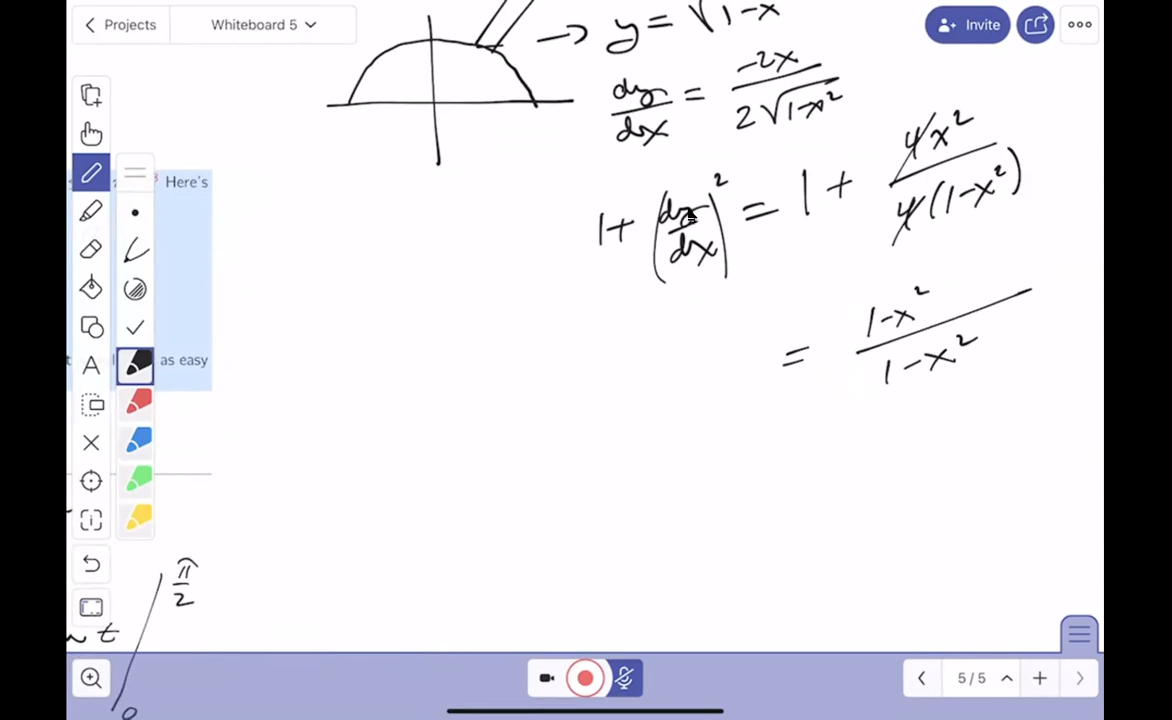 Projects
Whiteboard 5
Invite
→ y = √1-x
dy/dx = -2x / 2√1-x²
1 + (dy/dx)² = 1 + 4x² / 4(1-x²)
= 1-x² / 1-x²
Here's
as easy
A
π/2
t
0
5/5